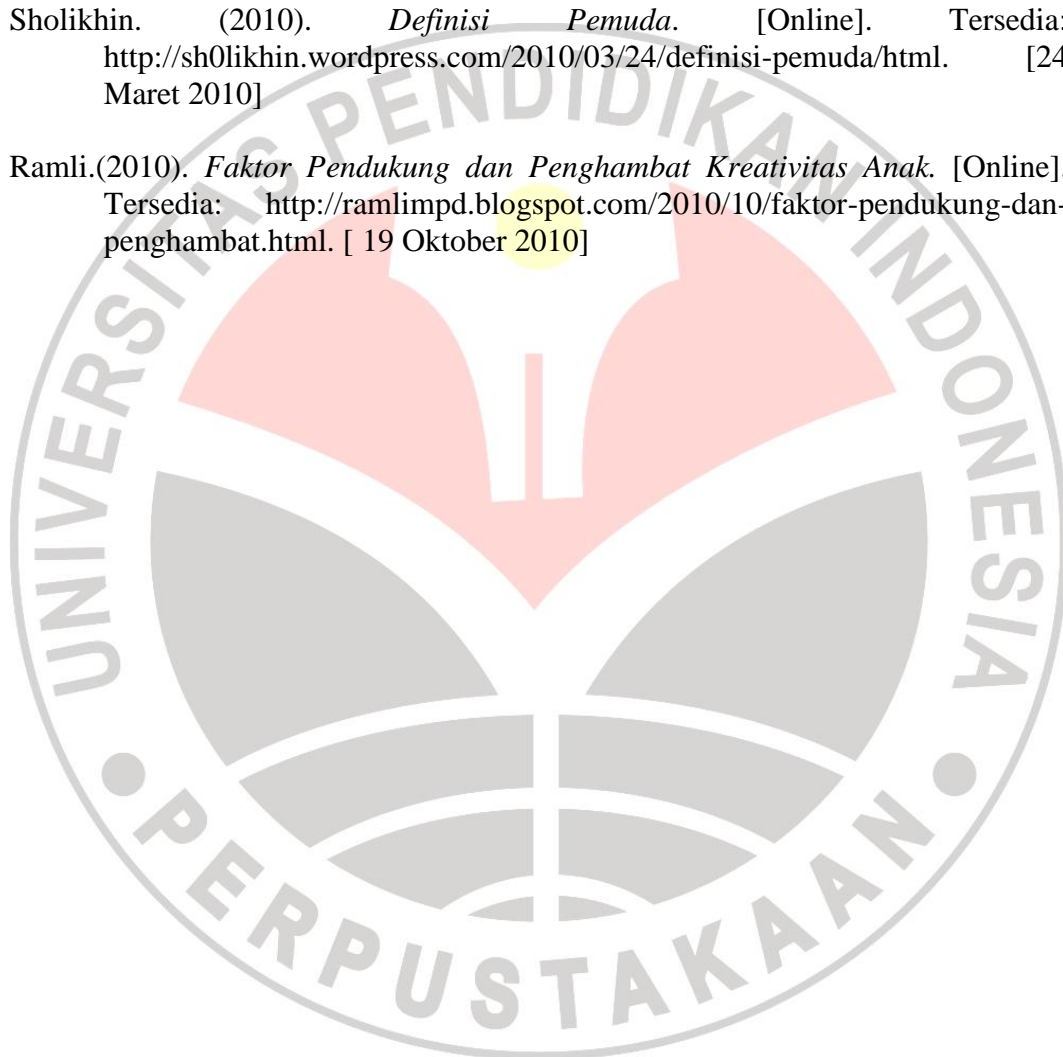 Sholikhin. (2010). Definisi Pemuda. [Online]. Tersedia:
http://sh0likhin.wordpress.com/2010/03/24/definisi-pemuda/html. [24
Maret 2010]
Ramli.(2010). Faktor Pendukung dan Penghambat Kreativitas Anak. [Online].
Tersedia: http://ramlimpd.blogspot.com/2010/10/faktor-pendukung-dan-
penghambat.html. [ 19 Oktober 2010]
UNIVERSITAS PENDIDIKAN INDONESIA
PERPUSTAKAAN